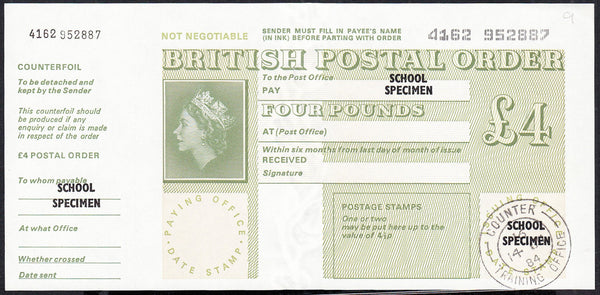 4162 952887
NOT NEGOTIABLE
SENDER MUST FILL IN PAYEE'S NAME
(IN INK) BEFORE PARTING WITH ORDER
4162 952887
9
COUNTERFOIL
To be detached and
kept by the Sender
This counterfoil should
be produced if any
enquiry or claim is made
in respect of the order
£4 POSTAL ORDER
To whom payable
SCHOOL
SPECIMEN
At what Office
Whether crossed
Date sent
BRITISH POSTAL ORDER
To the Post Office
PAY
SCHOOL
SPECIMEN
FOUR POUNDS
£4
AT (Post Office)
Within six months from last day of month of issue
RECEIVED
Signature
PAYING OFFICE
DATE STAMP
POSTAGE STAMPS
One or two
may be put here up to the
value of 4½p
ISSUING OFFICE
DATE STAMP
COUNTER
SCHOOL
SPECIMEN
84
TRAINING OFFICE